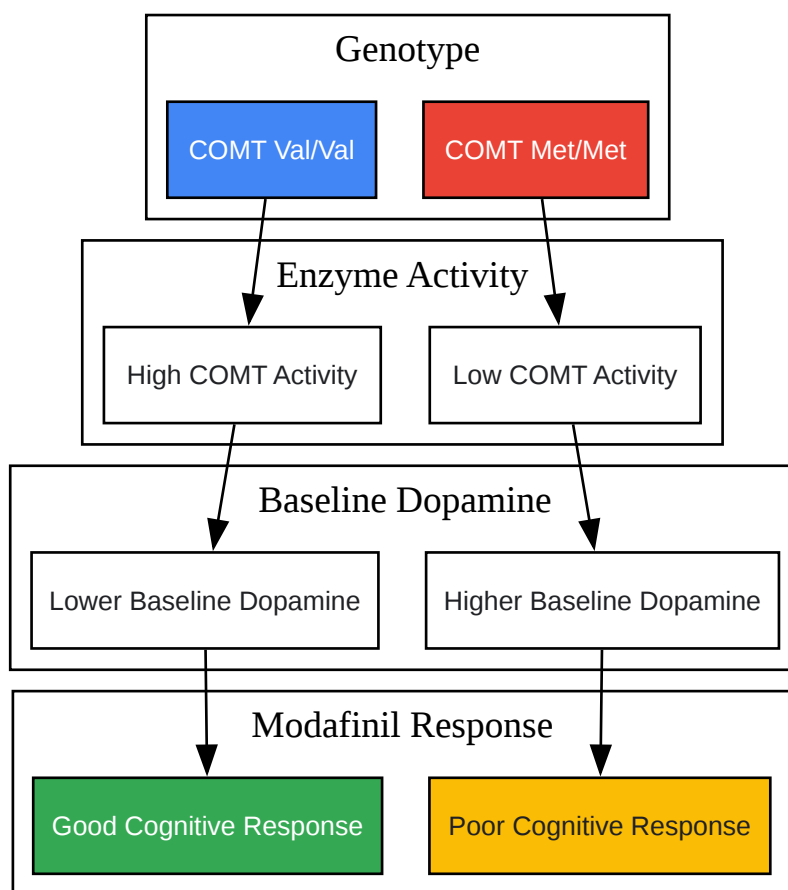 Genotype
COMT Val/Val
COMT Met/Met
Enzyme Activity
High COMT Activity
Low COMT Activity
Baseline Dopamine
Lower Baseline Dopamine
Higher Baseline Dopamine
Modafinil Response
Good Cognitive Response
Poor Cognitive Response